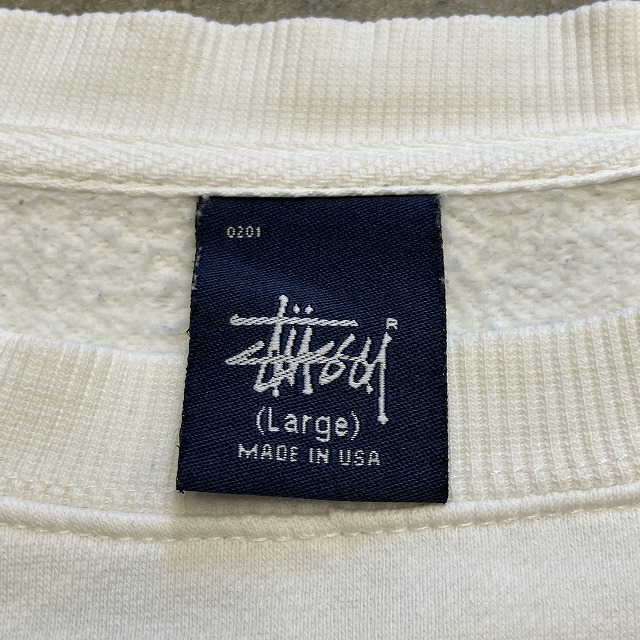 0201
Stüssy
R
(Large)
MADE IN USA